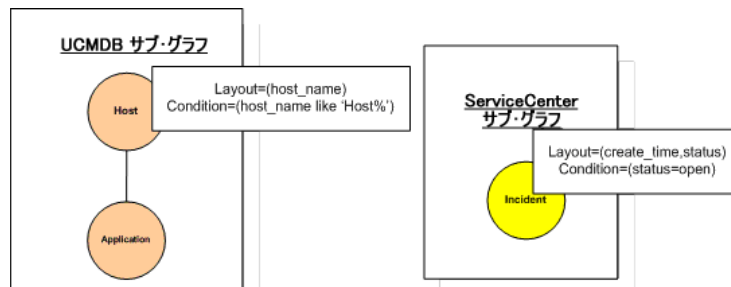 UCMDB サブ・グラフ
Host
Layout=(host_name)
Condition=(host_name like ‘Host%’)
Application
ServiceCenter
サブ・グラフ
Layout=(create_time,status)
Condition=(status=open)
Incident